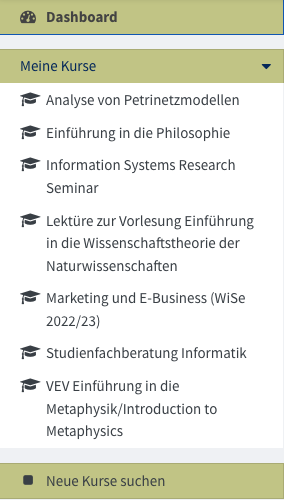 Dashboard
Meine Kurse
Analyse von Petrinetzmodellen
Einführung in die Philosophie
Information Systems Research
Seminar
Lektüre zur Vorlesung Einführung
in die Wissenschaftstheorie der
Naturwissenschaften
Marketing und E-Business (WiSe
2022/23)
Studienfachberatung Informatik
VEV Einführung in die
Metaphysik/Introduction to
Metaphysics
Neue Kurse suchen